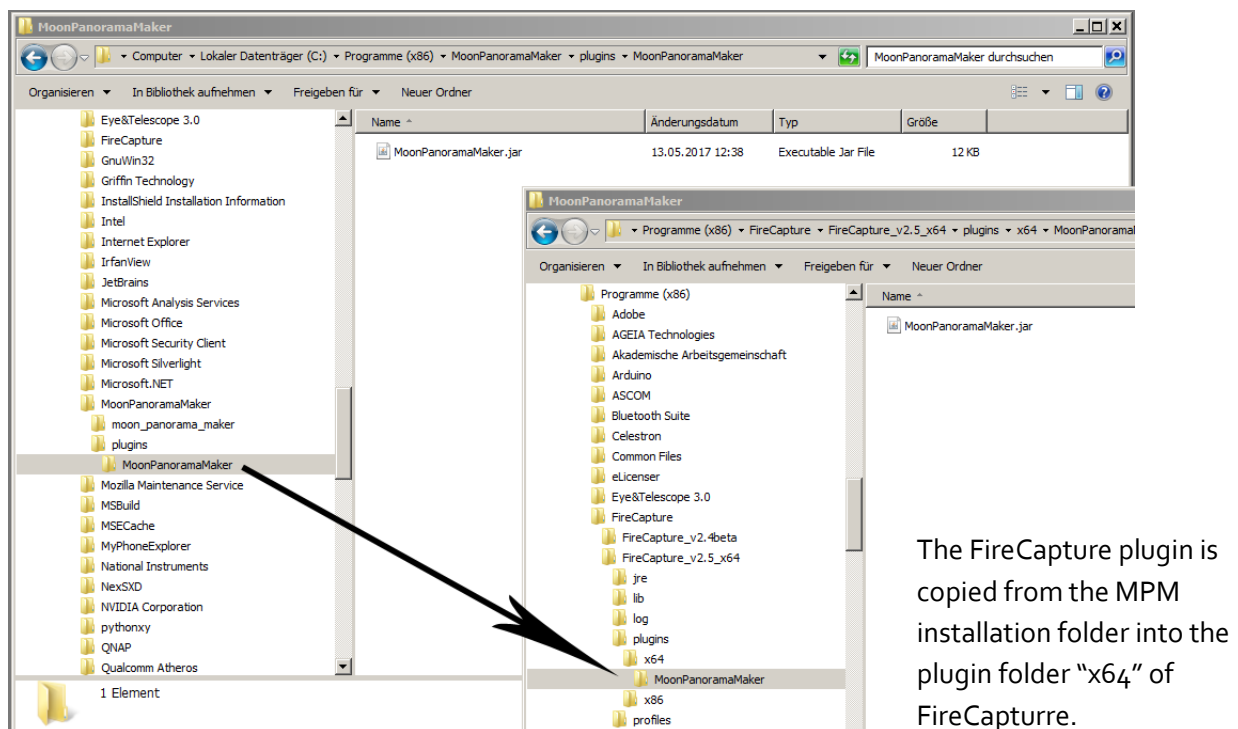 MoonPanoramaMaker
Computer Lokaler Datenträger (C:) Programme (x86) MoonPanoramaMaker plugins MoonPanoramaMaker
MoonPanoramaMaker durchsuchen
Organisieren In Bibliothek aufnehmen Freigeben für Neuer Ordner
Eye&Telescope 3.0
FireCapture
GnuWin32
Griffin Technology
InstallShield Installation Information
Intel
Internet Explorer
IrfanView
JetBrains
Microsoft Analysis Services
Microsoft Office
Microsoft Security Client
Microsoft Silverlight
Microsoft.NET
MoonPanoramaMaker
moon_panorama_maker
plugins
MoonPanoramaMaker
Mozilla Maintenance Service
MSBuild
MSECache
MyPhoneExplorer
National Instruments
NexSXD
NVIDIA Corporation
pythonxy
QNAP
Qualcomm Atheros
1 Element
Name Änderungsdatum Typ Größe
MoonPanoramaMaker.jar 13.05.2017 12:38 Executable Jar File 12 KB
MoonPanoramaMaker
Programme (x86) FireCapture FireCapture_v2.5_x64 plugins x64 MoonPanoramal
Organisieren In Bibliothek aufnehmen Freigeben für Neuer Ordner
Programme (x86)
Adobe
AGEIA Technologies
Akademische Arbeitsgemeinschaft
Arduino
ASCOM
Bluetooth Suite
Celestron
Common Files
eLicenser
Eye&Telescope 3.0
FireCapture
FireCapture_v2.4beta
FireCapture_v2.5_x64
jre
lib
log
plugins
x64
MoonPanoramaMaker
x86
profiles
Name
MoonPanoramaMaker.jar
The FireCapture plugin is
copied from the MPM
installation folder into the
plugin folder “x64” of
FireCapturre.